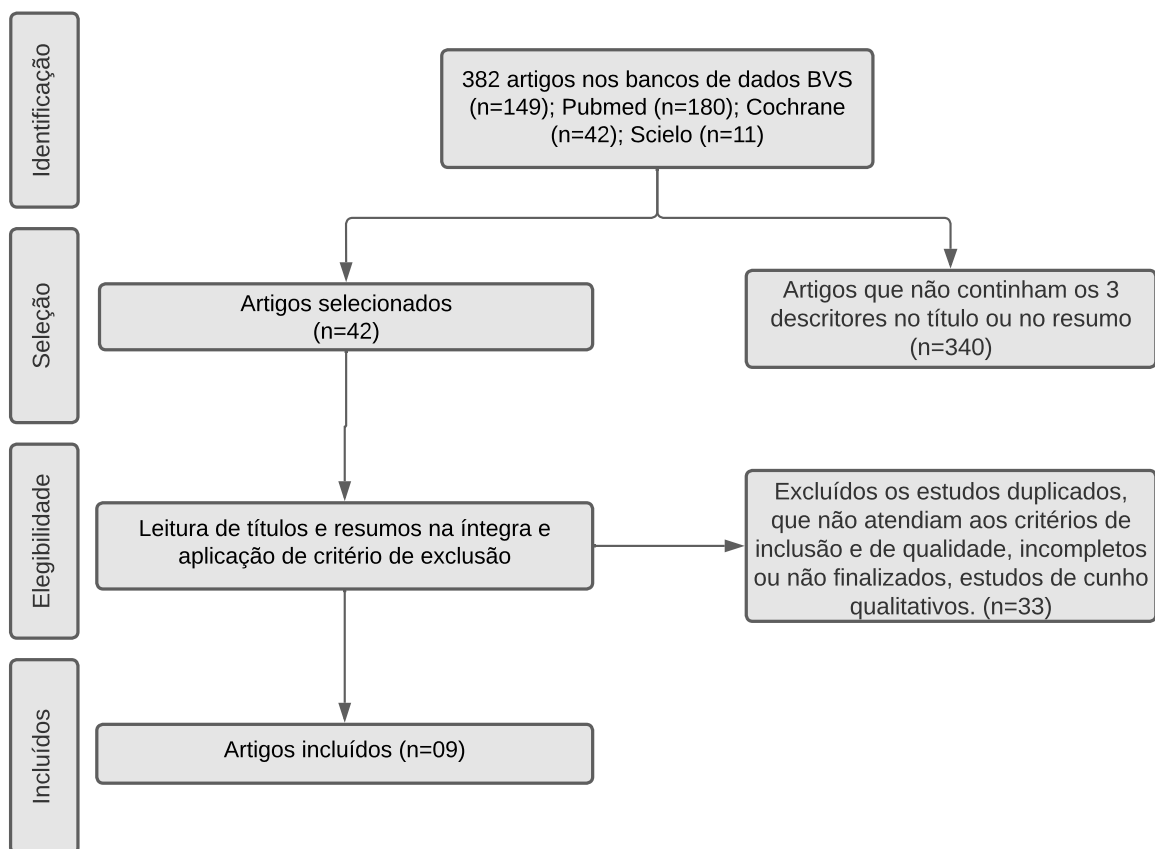 Identificação
382 artigos nos bancos de dados BVS
(n=149); Pubmed (n=180); Cochrane
(n=42); Scielo (n=11)
Seleção
Artigos selecionados
(n=42)
Artigos que não continham os 3
descritores no título ou no resumo
(n=340)
Elegibilidade
Leitura de títulos e resumos na íntegra e
aplicação de critério de exclusão
Excluídos os estudos duplicados,
que não atendiam aos critérios de
inclusão e de qualidade, incompletos
ou não finalizados, estudos de cunho
qualitativos. (n=33)
Incluídos
Artigos incluídos (n=09)